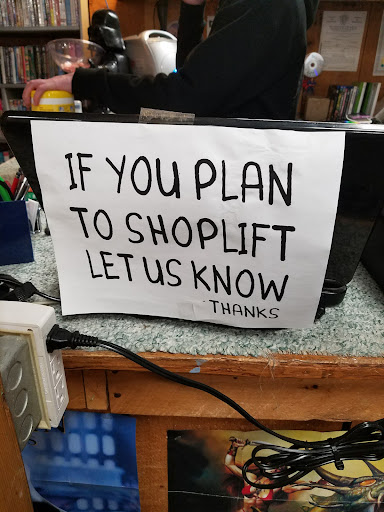 IF YOU PLAN
TO SHOPLIFT
LET US KNOW
THANKS